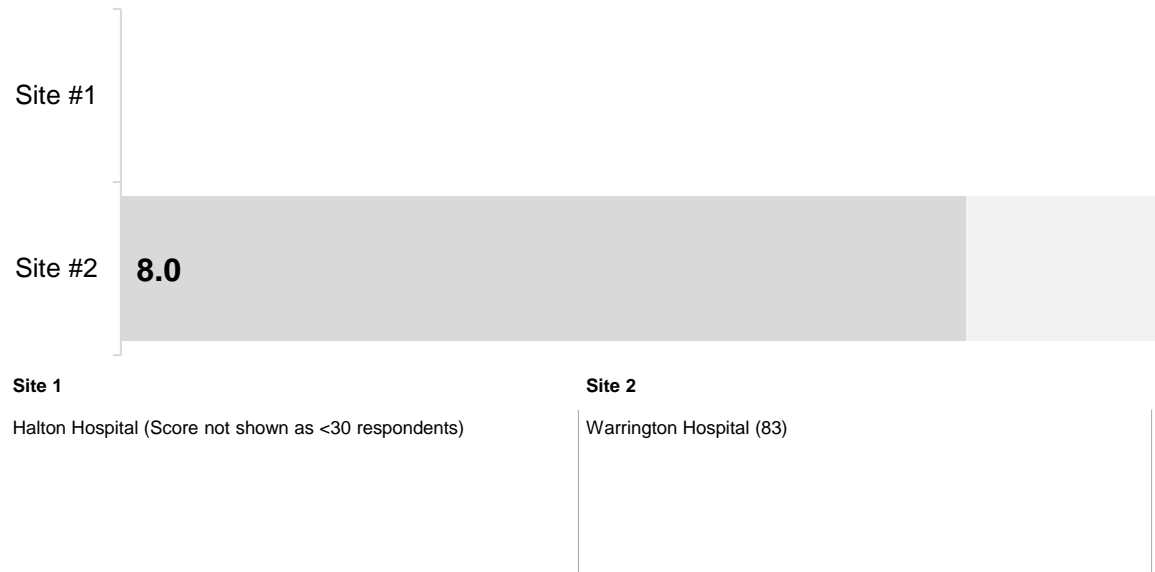 Site #1
Site #2
8.0
Site 1
Site 2
Halton Hospital (Score not shown as <30 respondents)
Warrington Hospital (83)